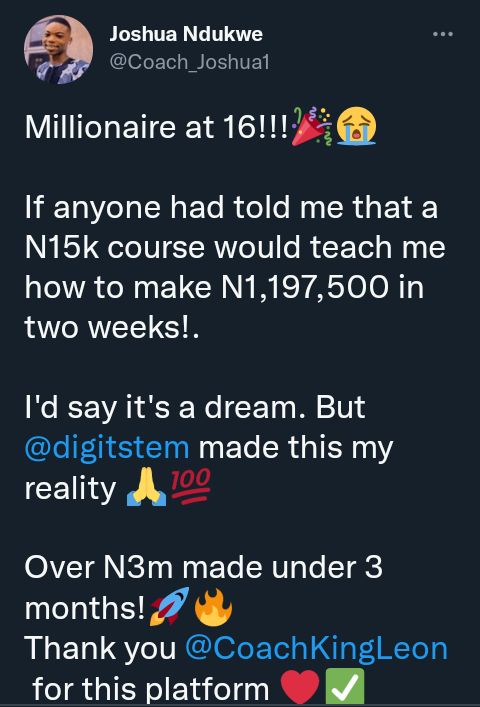 Joshua Ndukwe
@Coach_Joshua1
Millionaire at 16!!!🎉😭
If anyone had told me that a
N15k course would teach me
how to make N1,197,500 in
two weeks!.
I'd say it's a dream. But
@digitstem made this my
reality 🙏💯
Over N3m made under 3
months!🚀🔥
Thank you @CoachKingLeon
for this platform ❤️✅